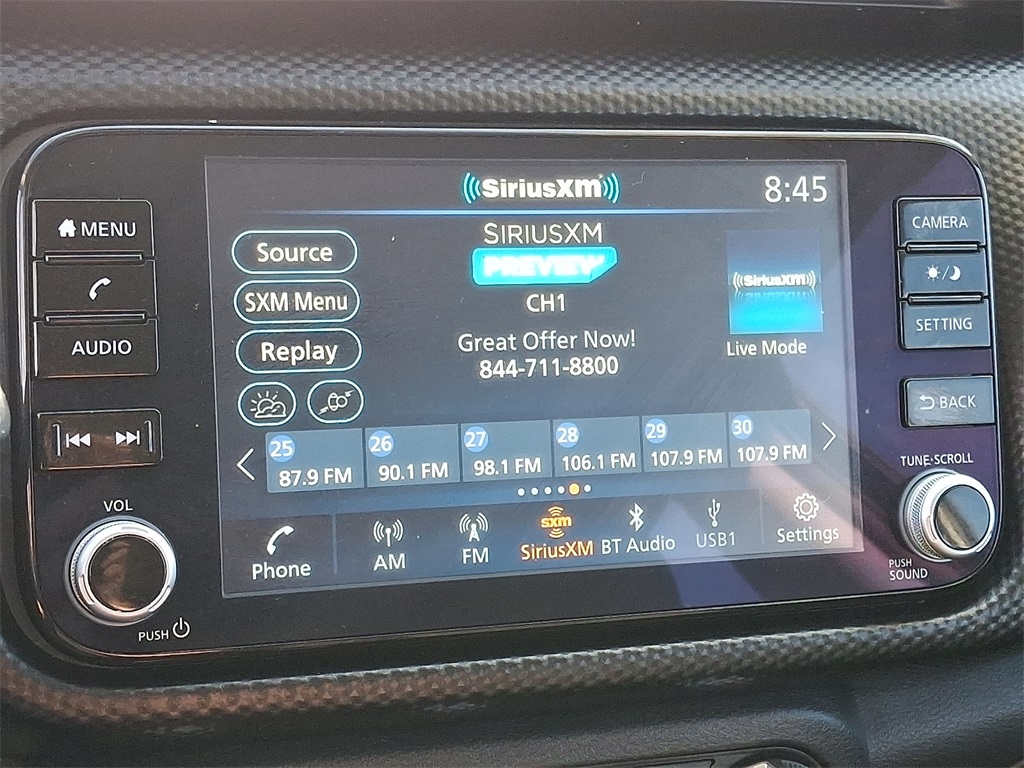 SiriusXM
8:45
MENU
AUDIO
VOL
PUSH
Source
SXM Menu
Replay
SIRIUSXM
PREVIEW
CH1
Great Offer Now!
844-711-8800
SiriusXM
Live Mode
25
87.9 FM
26
90.1 FM
27
98.1 FM
28
106.1 FM
29
107.9 FM
30
107.9 FM
Phone
AM
FM
sxm
SiriusXM
BT Audio
USB1
Settings
CAMERA
SETTING
BACK
TUNE·SCROLL
PUSH
SOUND